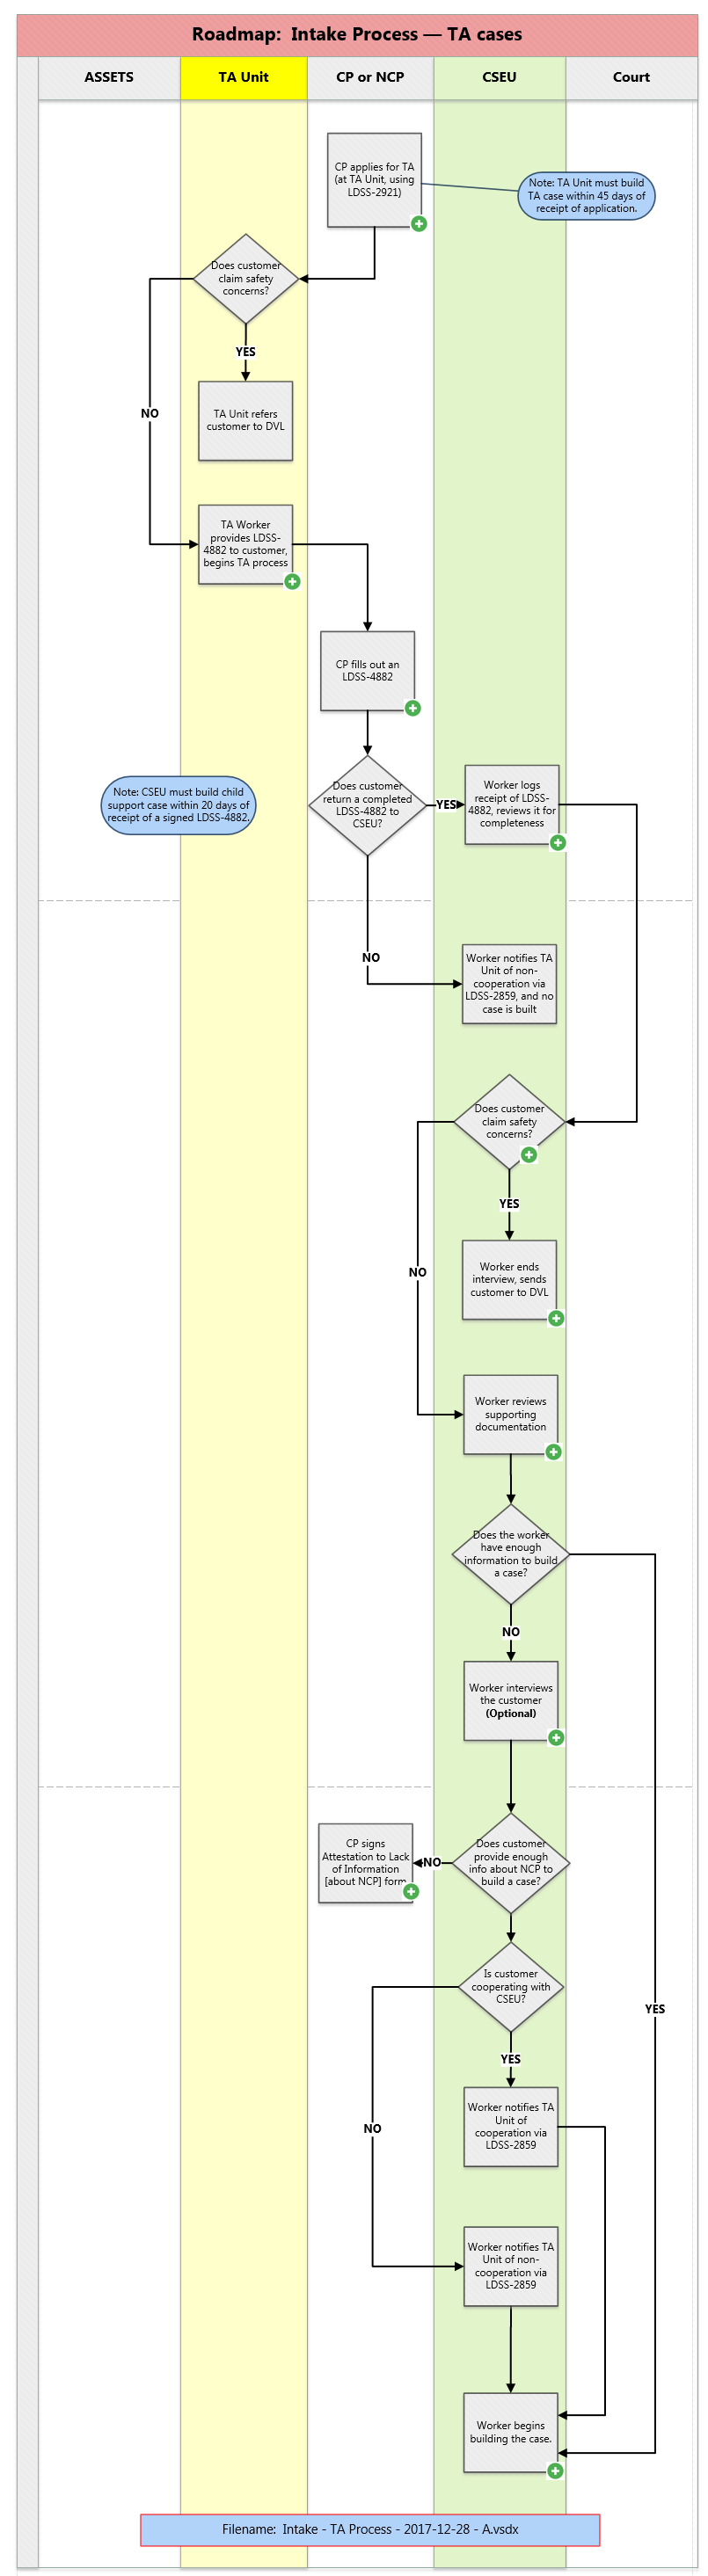 Roadmap: Intake Process — TA cases
ASSETS
TA Unit
CP or NCP
CSEU
Court
CP applies for TA
(at TA Unit, using
LDSS-2921)
Note: TA Unit must build
TA case within 45 days of
receipt of application.
Does customer
claim safety
concerns?
YES
NO
TA Unit refers
customer to DVL
TA Worker
provides LDSS-
4882 to customer,
begins TA process
CP fills out an
LDSS-4882
Note: CSEU must build child
support case within 20 days of
receipt of a signed LDSS-4882.
Does customer
return a completed
LDSS-4882 to
CSEU?
YES
Worker logs
receipt of LDSS-
4882, reviews it for
completeness
NO
Worker notifies TA
Unit of non-
cooperation via
LDSS-2859, and no
case is built
Does customer
claim safety
concerns?
YES
NO
Worker ends
interview, sends
customer to DVL
Worker reviews
supporting
documentation
Does the worker
have enough
information to build
a case?
NO
Worker interviews
the customer
(Optional)
CP signs
Attestation to Lack
of Information
[about NCP] form
NO
Does customer
provide enough
info about NCP to
build a case?
Is customer
cooperating with
CSEU?
YES
YES
Worker notifies TA
Unit of
cooperation via
LDSS-2859
NO
Worker notifies TA
Unit of non-
cooperation via
LDSS-2859
Worker begins
building the case.
Filename: Intake - TA Process - 2017-12-28 - A.vsdx